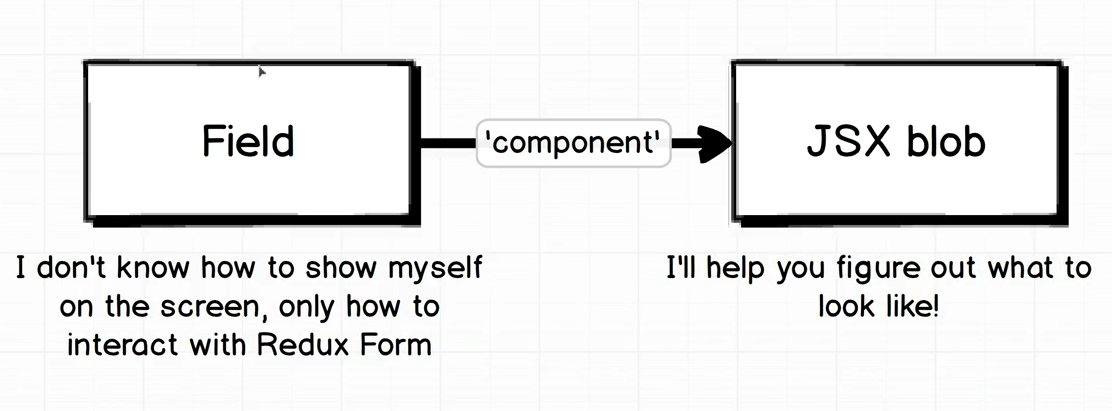 Field
'component'
JSX blob
I don't know how to show myself
on the screen, only how to
interact with Redux Form
I'll help you figure out what to
look like!